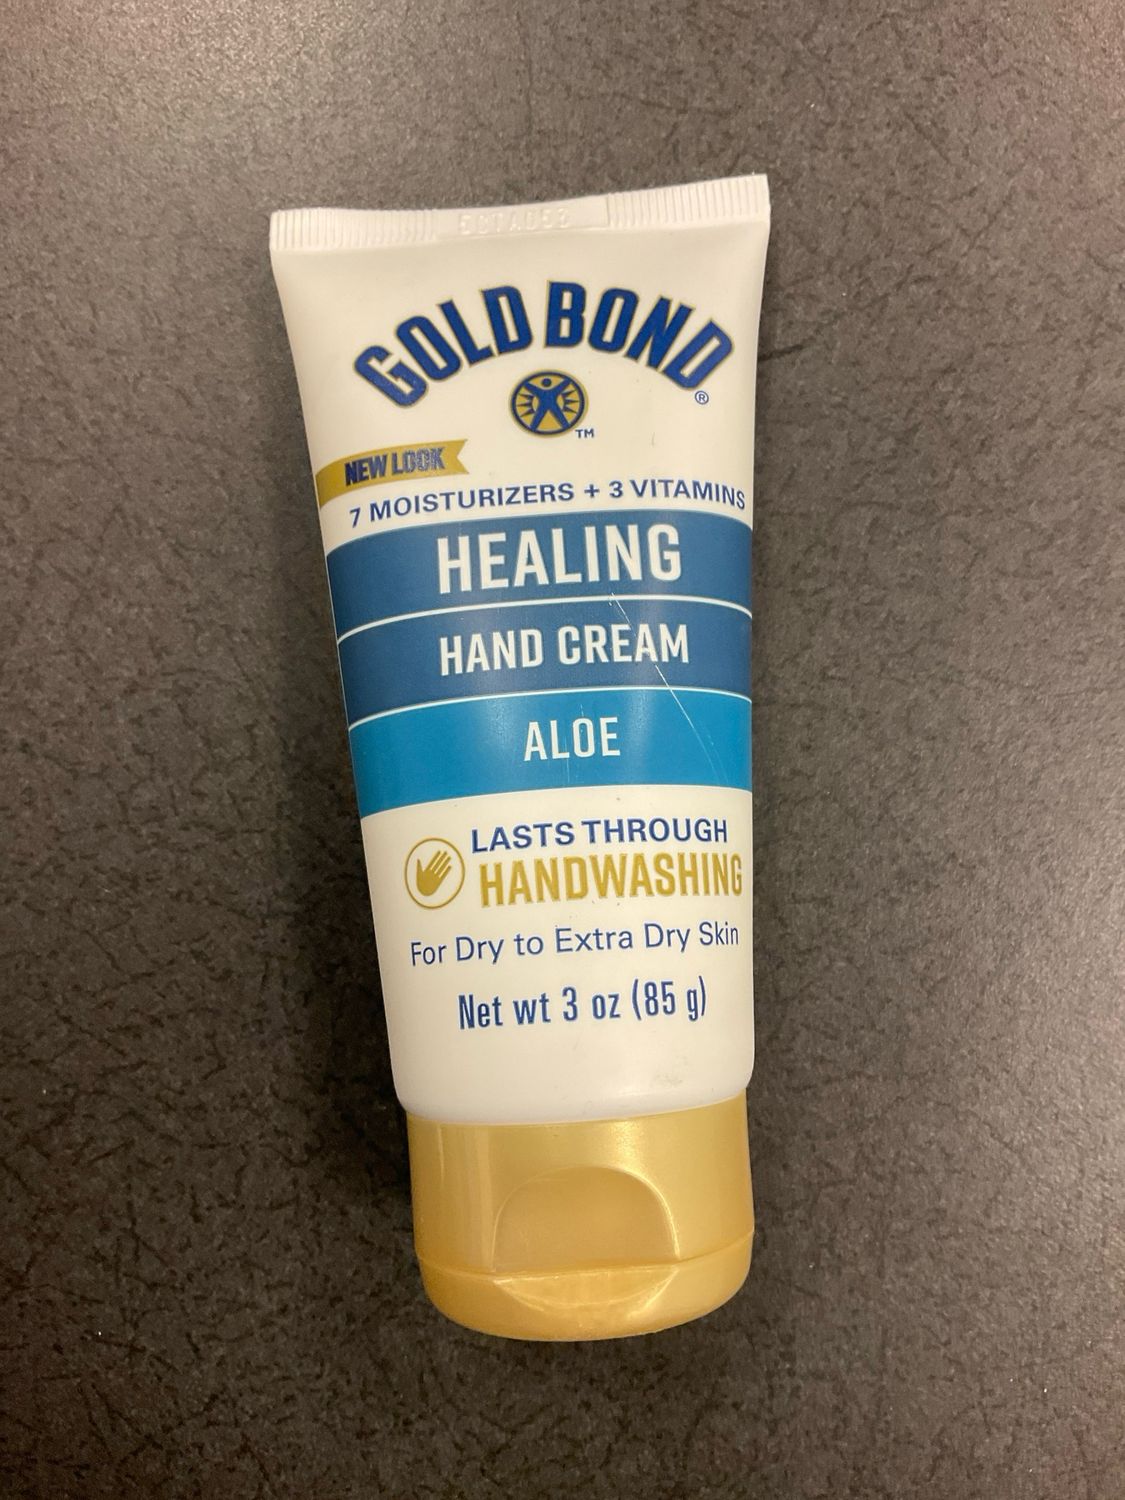 GOLD BOND®
TM
NEW LOOK
7 MOISTURIZERS + 3 VITAMINS
HEALING
HAND CREAM
ALOE
LASTS THROUGH
HANDWASHING
For Dry to Extra Dry Skin
Net wt 3 oz (85 g)